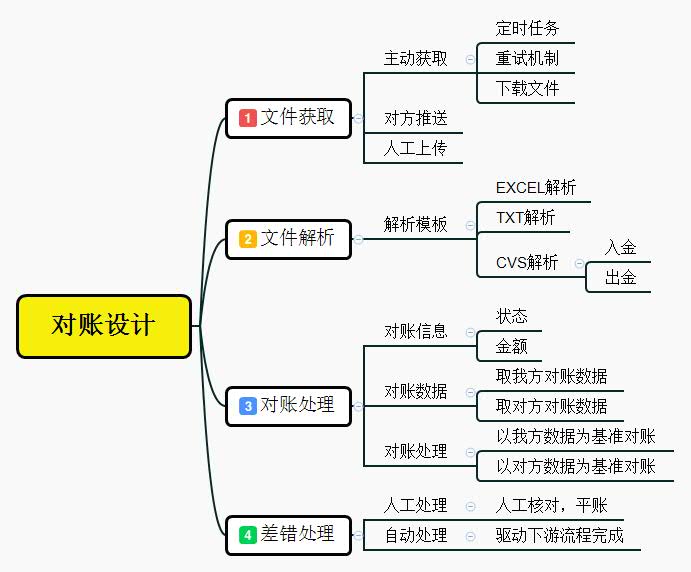 对账设计
1 文件获取
主动获取
定时任务
重试机制
下载文件
对方推送
人工上传
2 文件解析
解析模板
EXCEL解析
TXT解析
CVS解析
入金
出金
3 对账处理
对账信息
状态
金额
对账数据
取我方对账数据
取对方对账数据
对账处理
以我方数据为基准对账
以对方数据为基准对账
4 差错处理
人工处理
人工核对，平账
自动处理
驱动下游流程完成